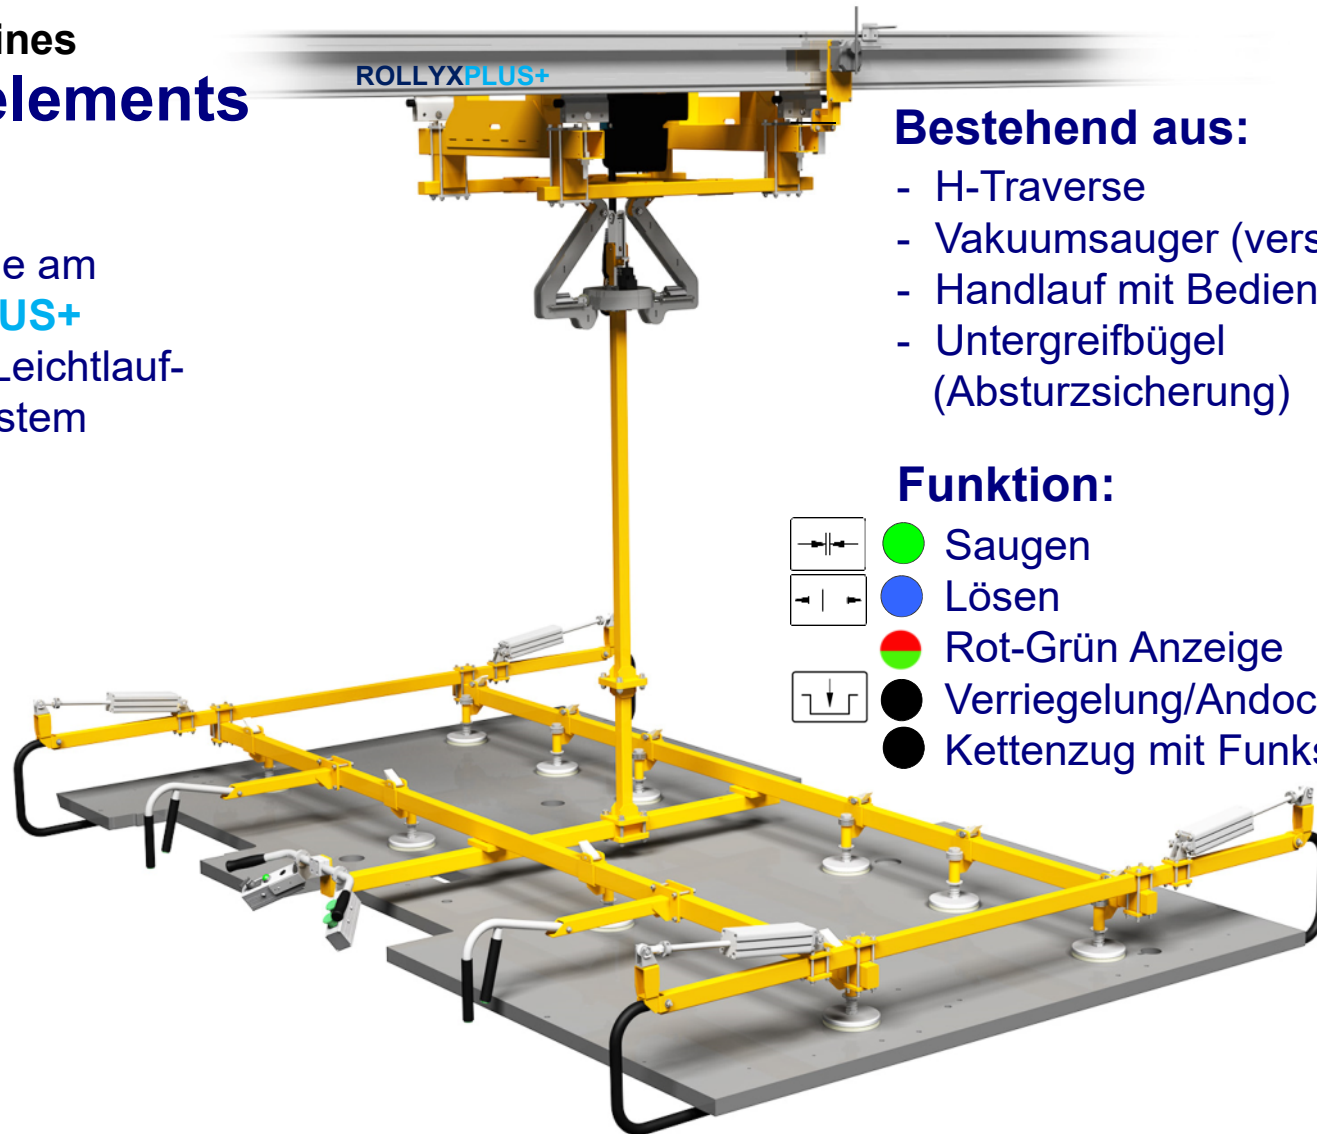 ines
elements
e am
US+
Leichtlauf-
stem
ROLLYXPLUS+
Bestehend aus:
- H-Traverse
- Vakuumsauger (vers
- Handlauf mit Bedien
- Untergreifbügel
(Absturzsicherung)
Funktion:
Saugen
Lösen
Rot-Grün Anzeige
Verriegelung/Andoc
Kettenzug mit Funks